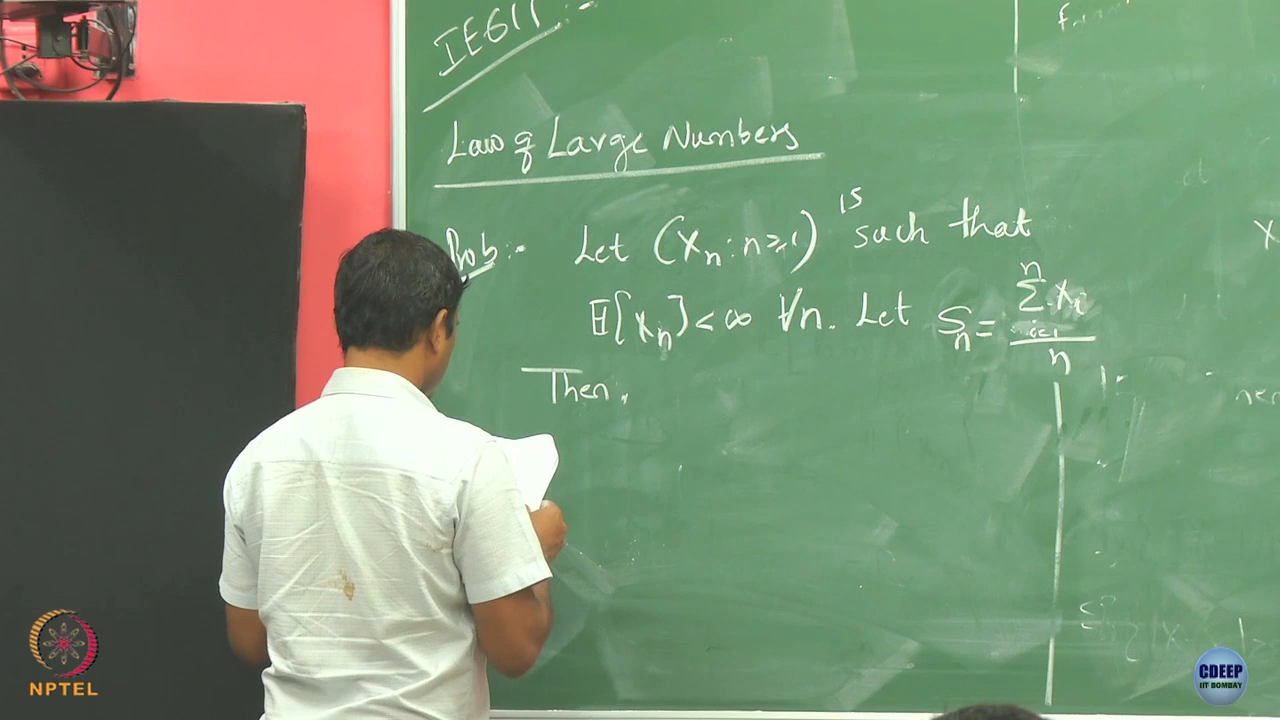 IE611:-
Law of Large Numbers
Prob:- Let (Xn : n ≥ 1) is such that
𝔼[Xn] < ∞ ∀n. Let Sn = ∑ⁿᵢ₌₁ Xi / n
Then,
NPTEL
CDEEP
IIT BOMBAY